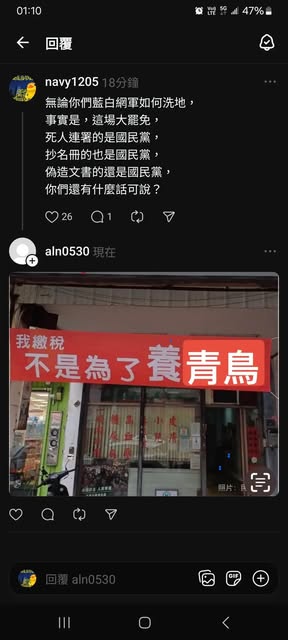 01:10
47%
回覆
navy1205 18分鐘
無論你們藍白網軍如何洗地，
事實是，這場大罷免，
死人連署的是國民黨，
抄名冊的也是國民黨，
偽造文書的還是國民黨，
你們還有什麼話可說？
26
1
aln0530 現在
我繳稅
不是為了養青鳥
照片：
回覆 aln0530
GIF